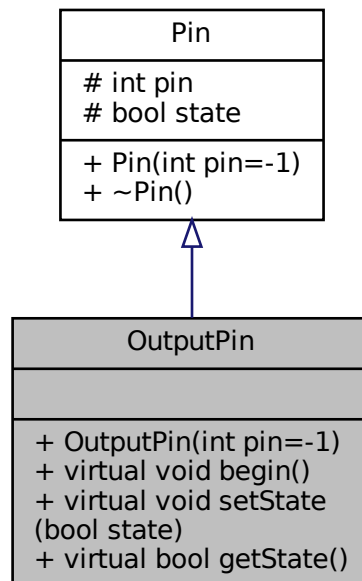 Pin
# int pin
# bool state
+ Pin(int pin=-1)
+ ~Pin()
OutputPin
+ OutputPin(int pin=-1)
+ virtual void begin()
+ virtual void setState
(bool state)
+ virtual bool getState()